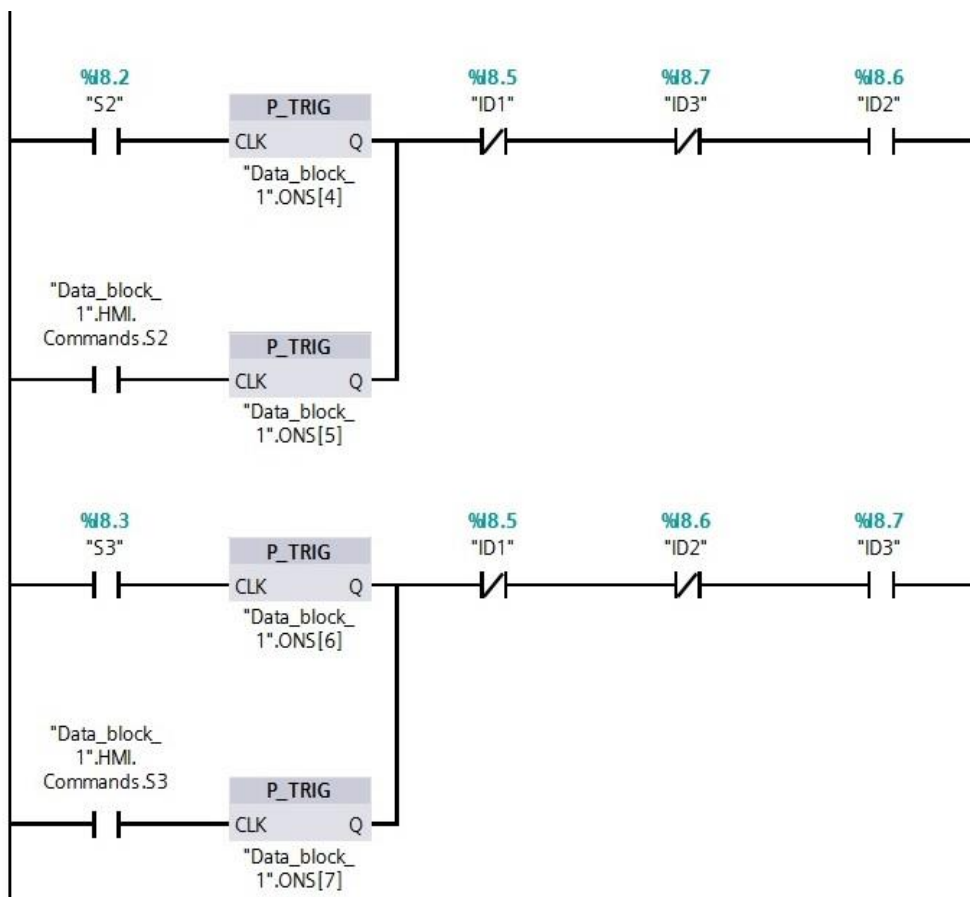 %I8.2
"S2"
P_TRIG
CLK
Q
"Data_block_
1".ONS[4]
%I8.5
"ID1"
%I8.7
"ID3"
%I8.6
"ID2"
"Data_block_
1".HMI.
Commands.S2
P_TRIG
CLK
Q
"Data_block_
1".ONS[5]
%I8.3
"S3"
P_TRIG
CLK
Q
"Data_block_
1".ONS[6]
%I8.5
"ID1"
%I8.6
"ID2"
%I8.7
"ID3"
"Data_block_
1".HMI.
Commands.S3
P_TRIG
CLK
Q
"Data_block_
1".ONS[7]